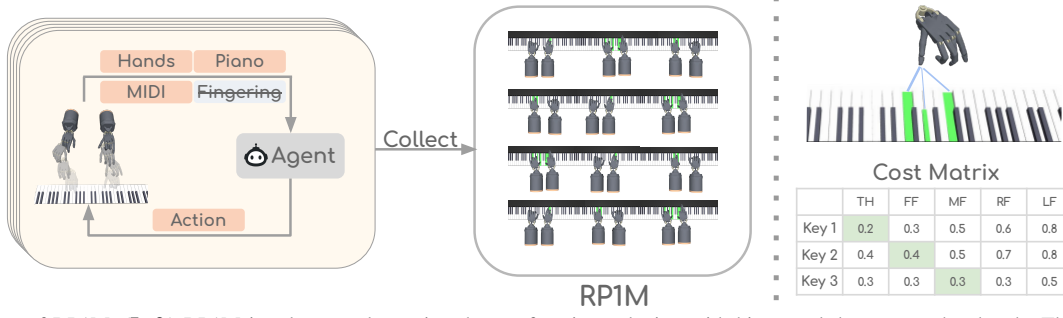 Hands Piano
MIDI Fingering
Agent
Action
Collect
RP1M
Cost Matrix
TH FF MF RF LF
Key 1 0.2 0.3 0.5 0.6 0.8
Key 2 0.4 0.4 0.5 0.7 0.8
Key 3 0.3 0.3 0.3 0.3 0.5